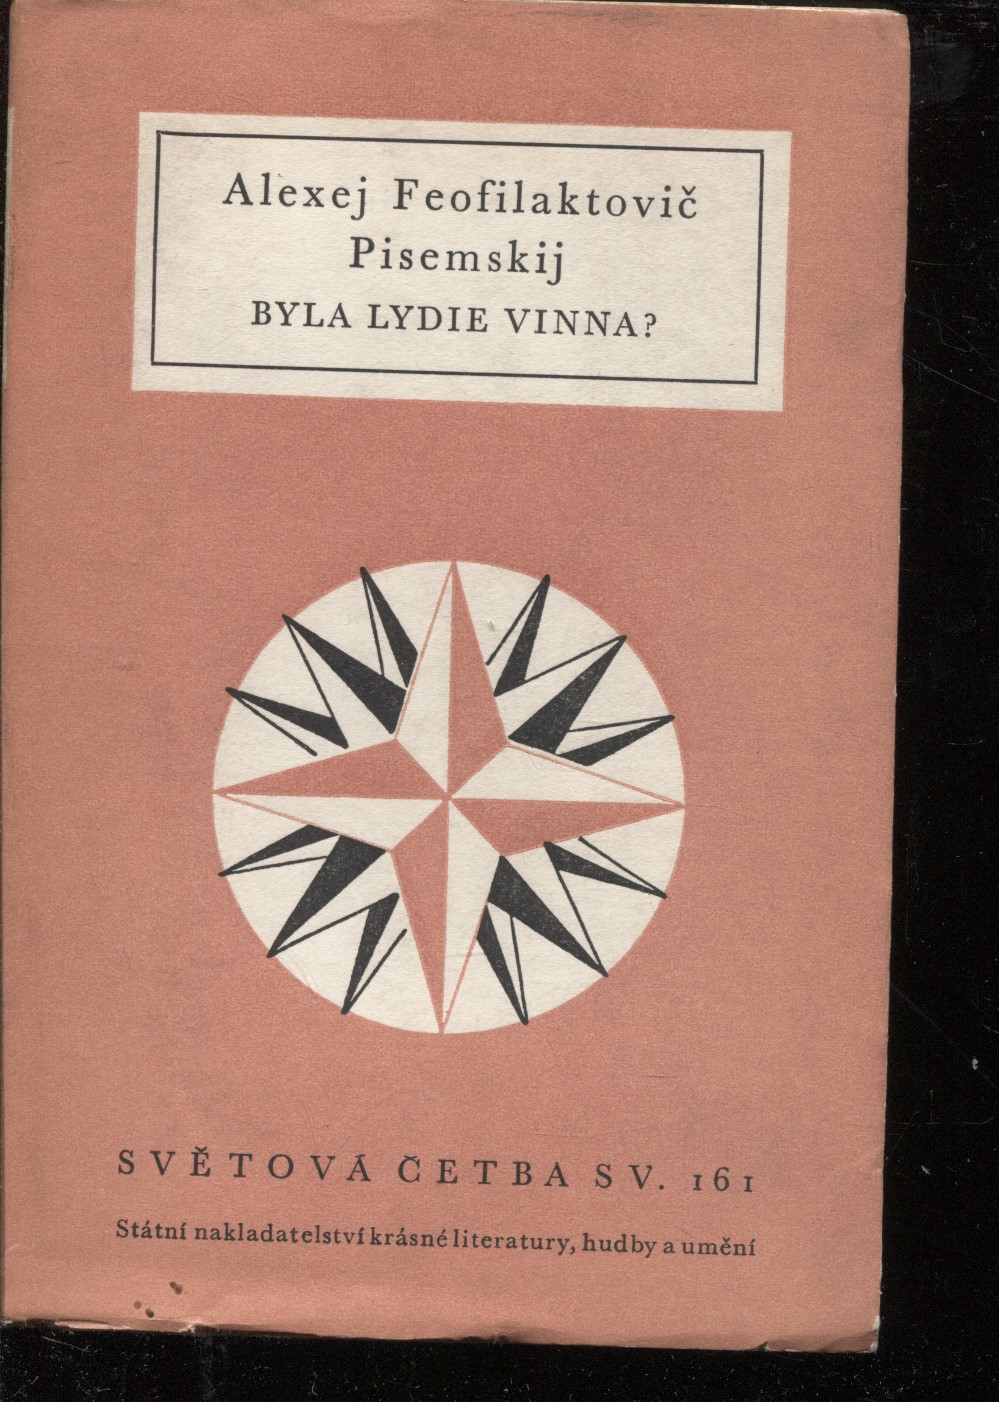 Alexej Feofilaktovič
Pisemskij
BYLA LYDIE VINNA?
SVĚTOVÁ ČETBA SV. 161
Státní nakladatelství krásné literatury, hudby a umění